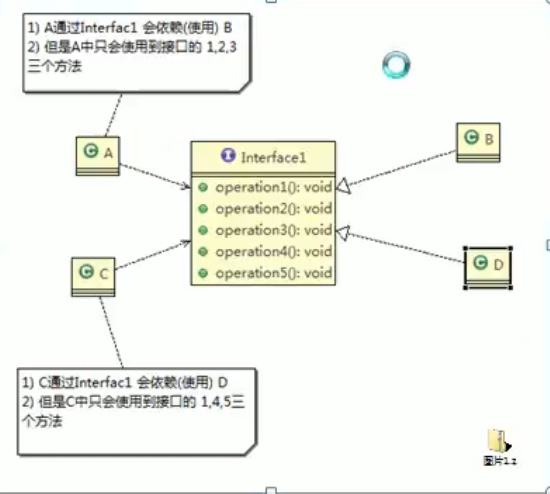 1) A通过Interfac1 会依赖(使用) B
2) 但是A中只会使用到接口的 1,2,3
三个方法
A
Interface1
B
operation1(): void
operation2(): void
operation3(): void
operation4(): void
operation5(): void
C
D
1) C通过Interfac1 会依赖(使用) D
2) 但是C中只会使用到接口的 1,4,5三
个方法
图片1.z